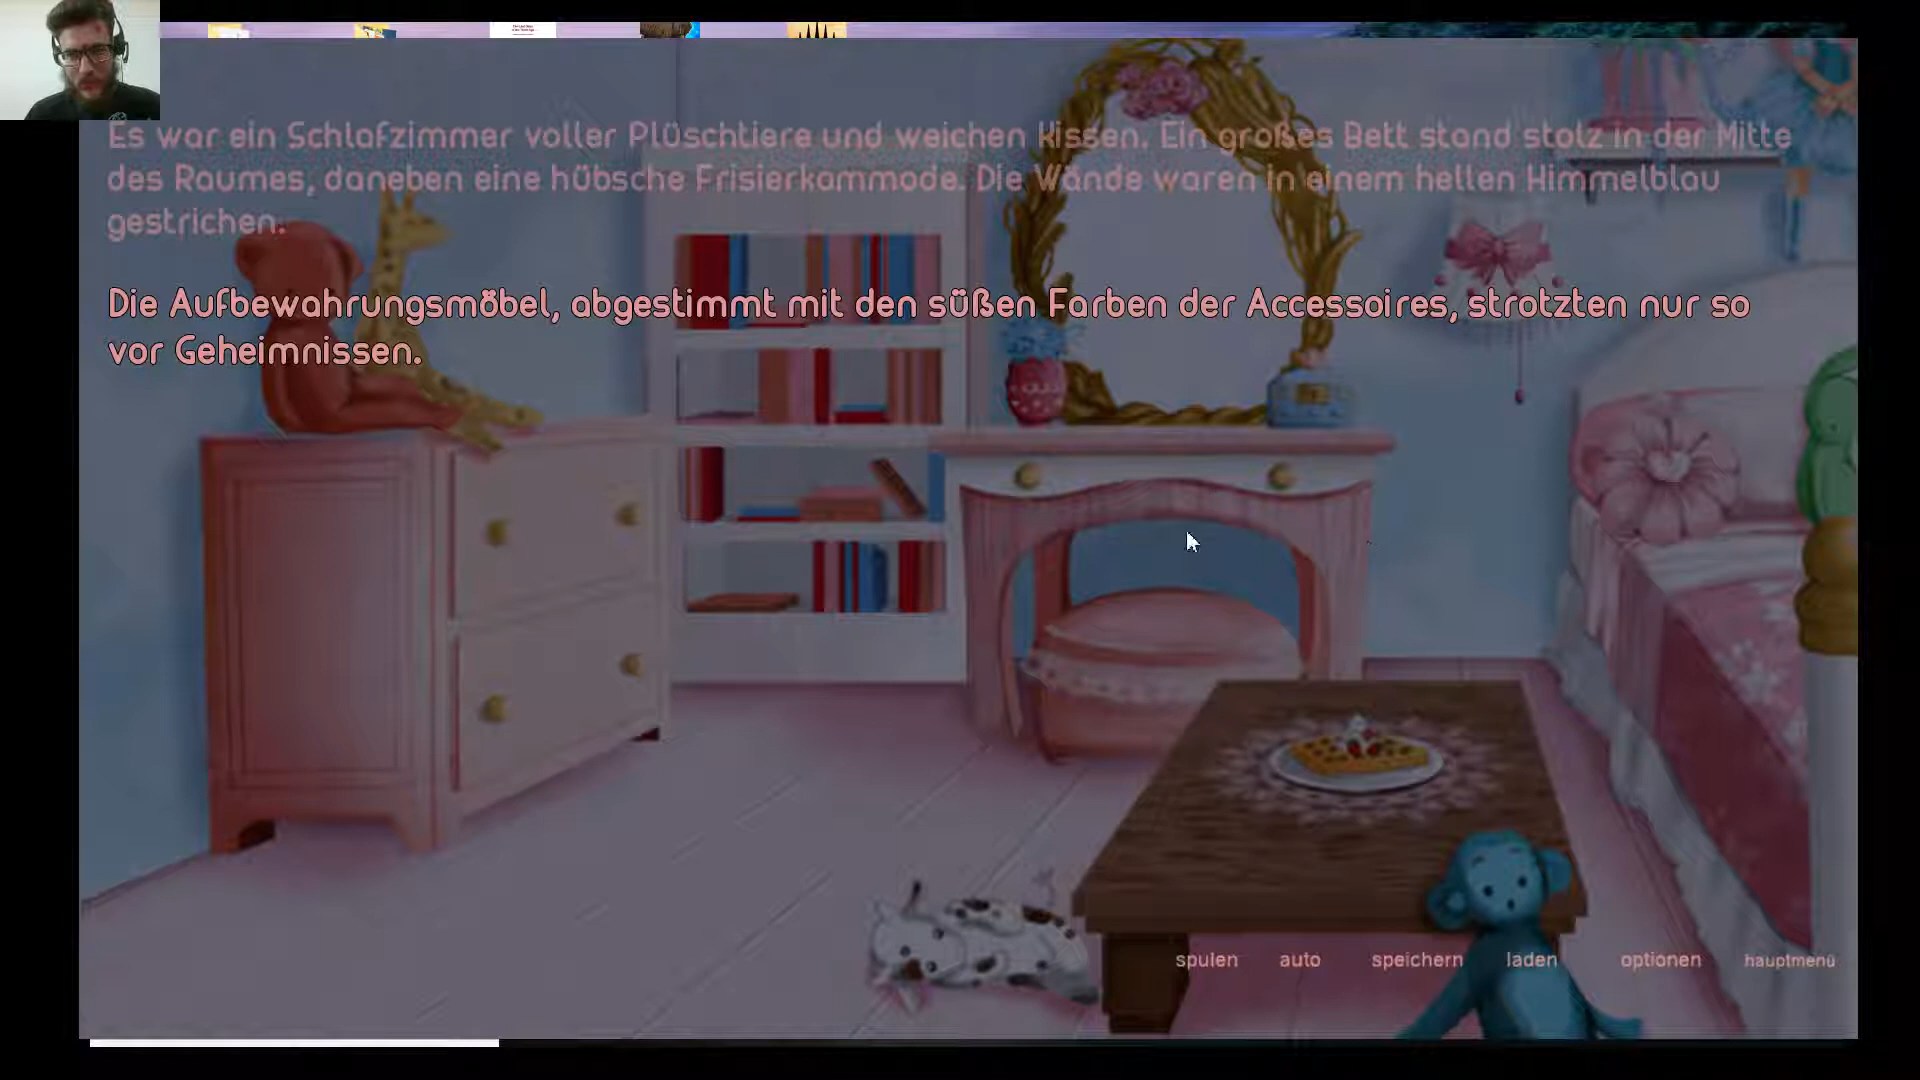 Es war ein Schlafzimmer voller Plüschtiere und weichen Kissen. Ein großes Bett stand stolz in der Mitte
des Raumes, daneben eine hübsche Frisierkommode. Die Wände waren in einem hellen Himmelblau
gestrichen.
Die Aufbewahrungsmöbel, abgestimmt mit den süßen Farben der Accessoires, strotzten nur so
vor Geheimnissen.
spulen auto speichern laden optionen hauptmenü